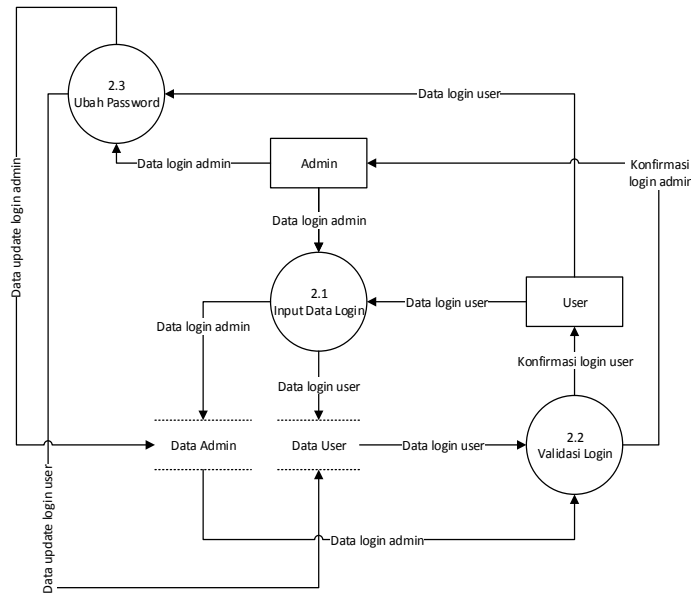 2.3
Ubah Password
Data login user
Data login admin
Admin
Konfirmasi
login admin
Data update login admin
Data login admin
2.1
Input Data Login
Data login user
User
Data login admin
Konfirmasi login user
Data login user
Data Admin
Data User
Data login user
2.2
Validasi Login
Data update login user
Data login admin